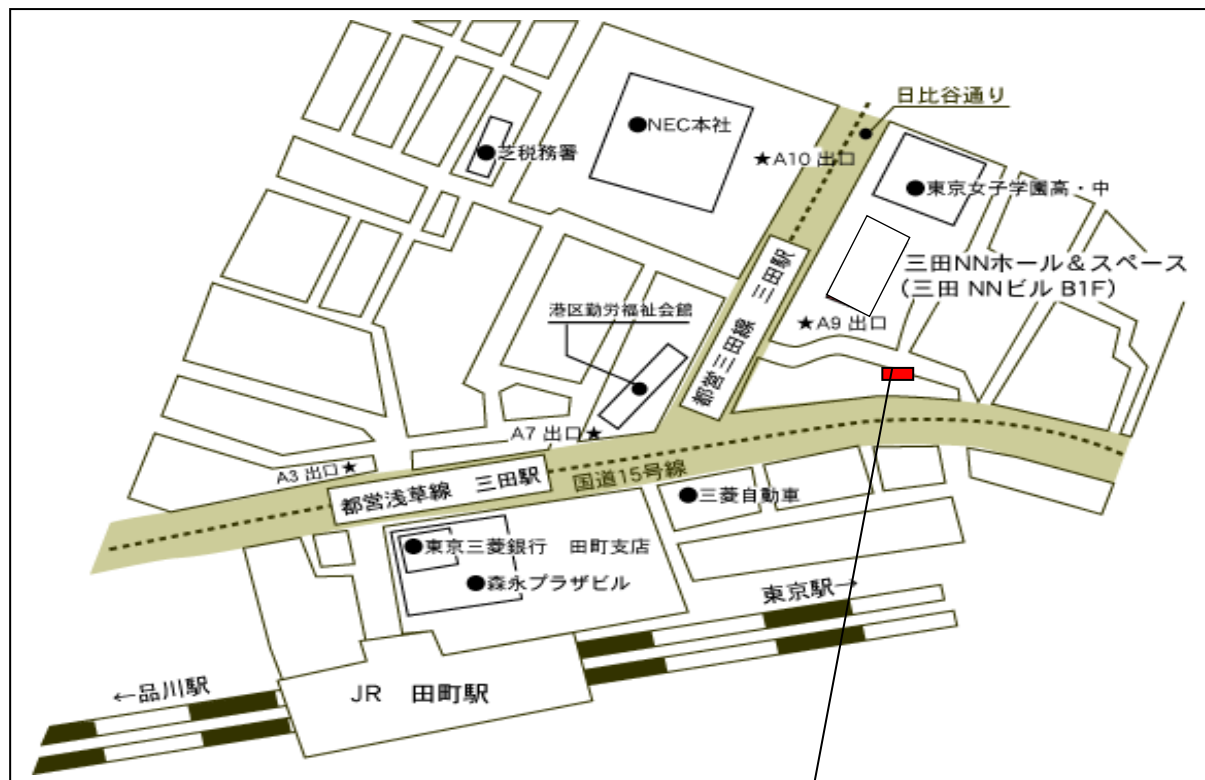 日比谷通り
●NEC本社
●芝税務署
★A10 出口
●東京女子学園高・中
三田NNホール＆スペース
（三田 NNビル B1F）
都営三田線　三田駅
港区勤労福祉会館
★A9 出口
A7 出口★
A3 出口★
都営浅草線　三田駅
国道15号線
●三菱自動車
●東京三菱銀行　田町支店
●森永プラザビル
東京駅→
←品川駅
JR　田町駅